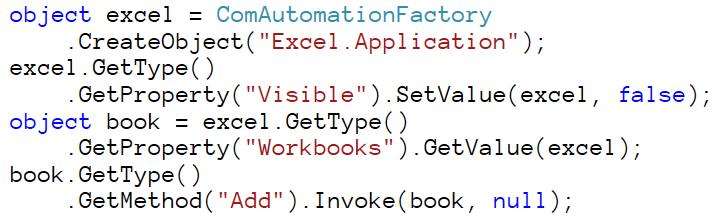 object excel = ComAutomationFactory
    .CreateObject("Excel.Application");
excel.GetType()
    .GetProperty("Visible").SetValue(excel, false);
object book = excel.GetType()
    .GetProperty("Workbooks").GetValue(excel);
book.GetType()
    .GetMethod("Add").Invoke(book, null);